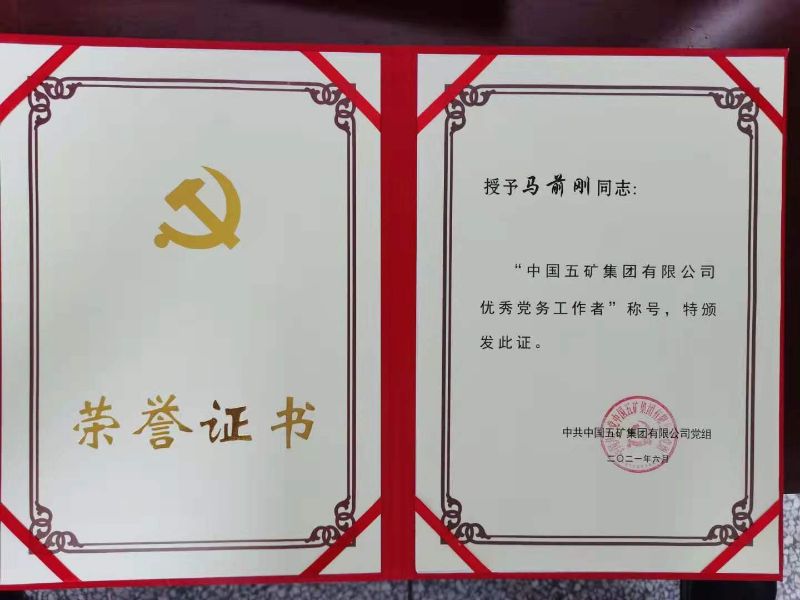 荣誉证书
授予马前刚同志:
“中国五矿集团有限公司
优秀党务工作者”称号，特颁
发此证。
中共中国五矿集团有限公司党组
二〇二一年六月